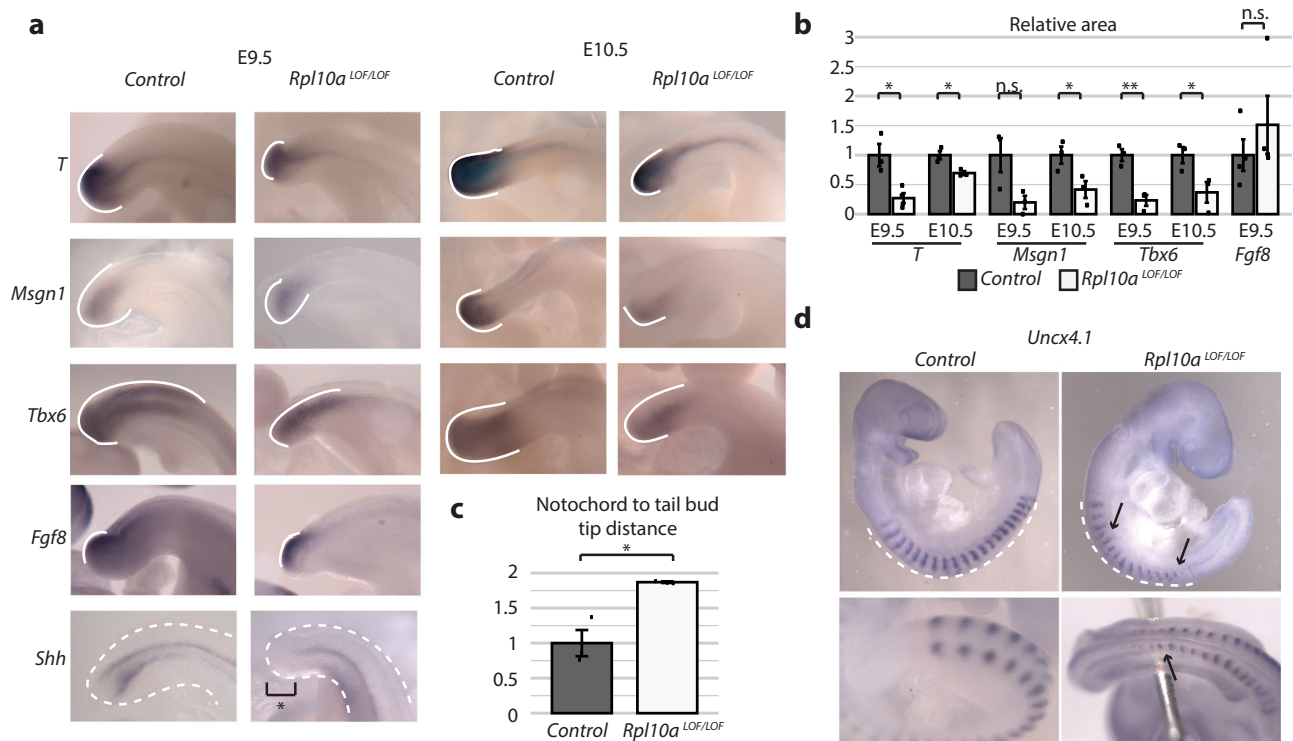 a
E9.5
E10.5
Control
Rpl10a LOF/LOF
Control
Rpl10a LOF/LOF
T
Msgn1
Tbx6
Fgf8
Shh
*
b
Relative area
n.s.
3
2
1.5
1
0.5
0
*
*
n.s.
*
**
*
E9.5 E10.5 E9.5 E10.5 E9.5 E10.5 E9.5
T Msgn1 Tbx6 Fgf8
Control Rpl10a LOF/LOF
c
Notochord to tail bud
tip distance
*
2
1.5
1
0.5
0
Control Rpl10a LOF/LOF
d
Uncx4.1
Control
Rpl10a LOF/LOF